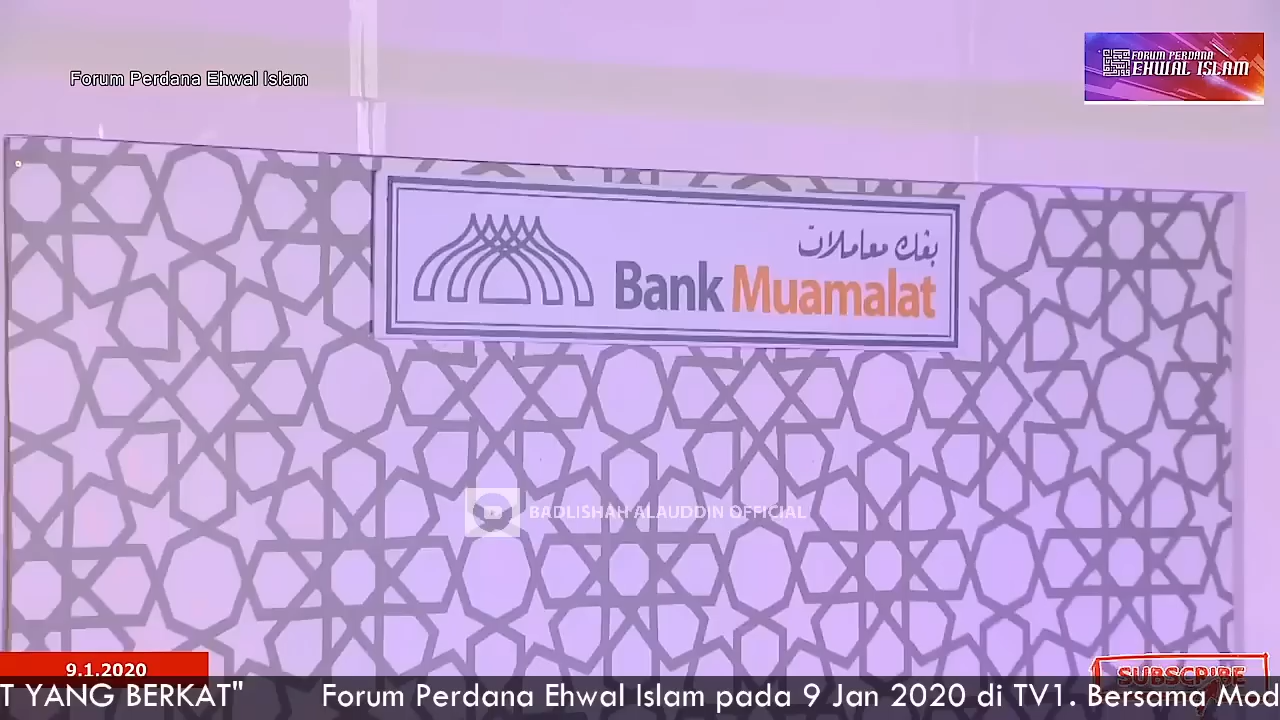 Forum Perdana Ehwal Islam
FORUM PERDANA
EHWAL ISLAM
بنك معاملات
Bank Muamalat
BADLISHAH ALAUDDIN OFFICIAL
9.1.2020
SUBSCRIBE
T YANG BERKAT" Forum Perdana Ehwal Islam pada 9 Jan 2020 di TV1. Bersama Mod